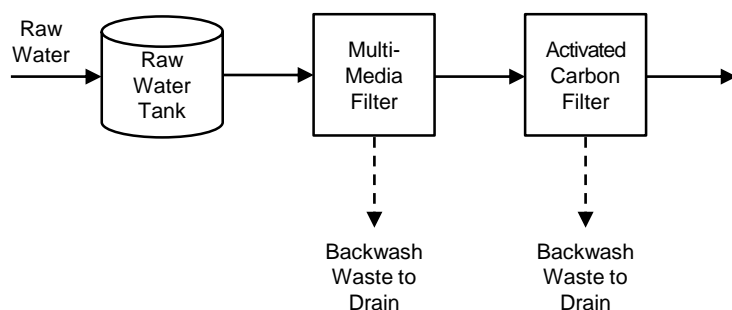 Raw
Water
Raw
Water
Tank
Multi-
Media
Filter
Activated
Carbon
Filter
Backwash
Waste to
Drain
Backwash
Waste to
Drain